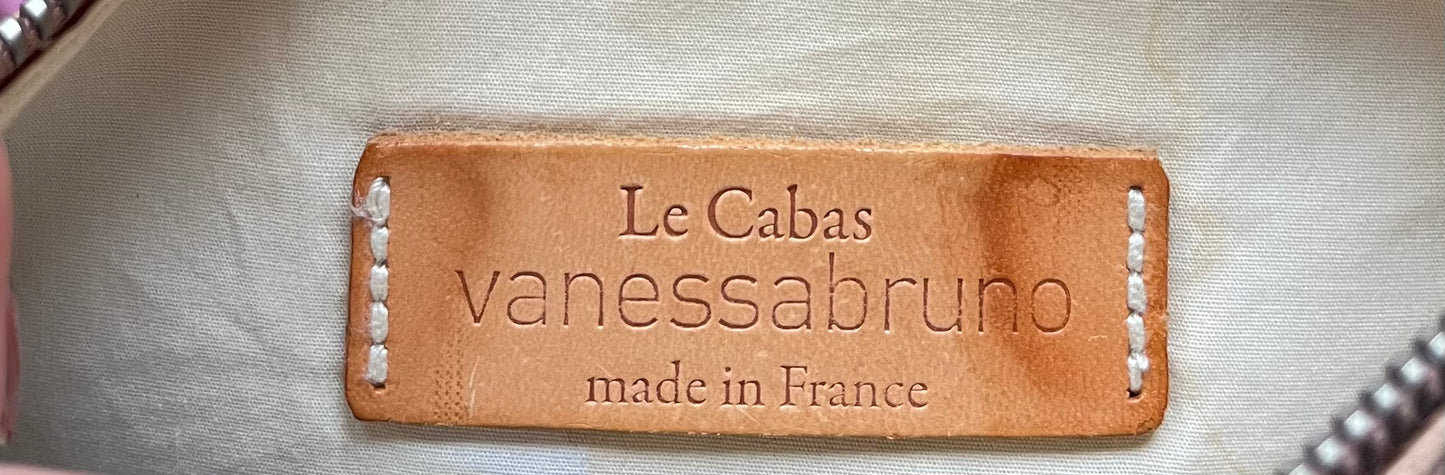 Le Cabas
vanessabruno
made in France